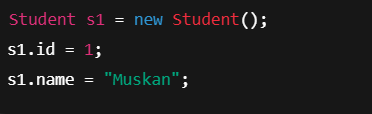 Student s1 = new Student();
s1.id = 1;
s1.name = "Muskan";